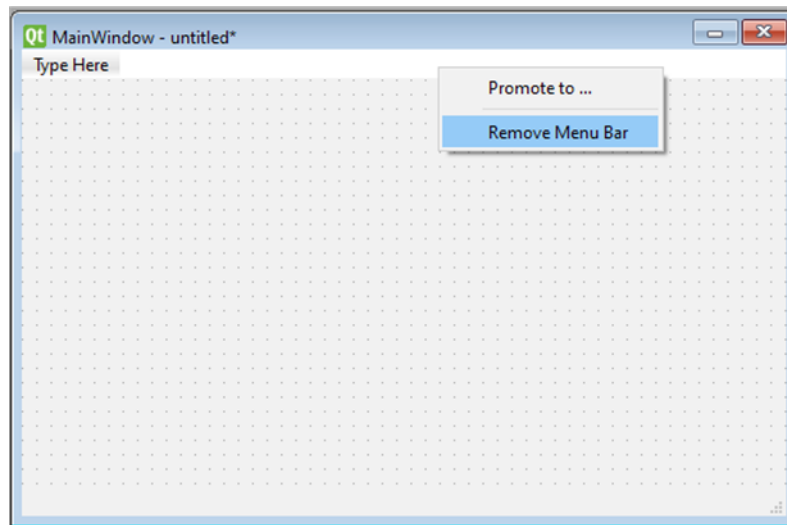 Qt MainWindow - untitled*
Type Here
Promote to ...
Remove Menu Bar